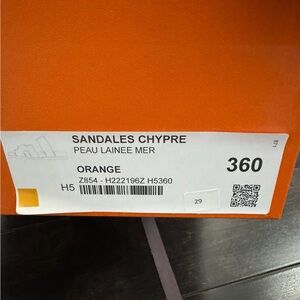 SANDALES CHYPRE
PEAU LAINEE MER
ORANGE
360
Z854 - H222196Z H5360
H5
29